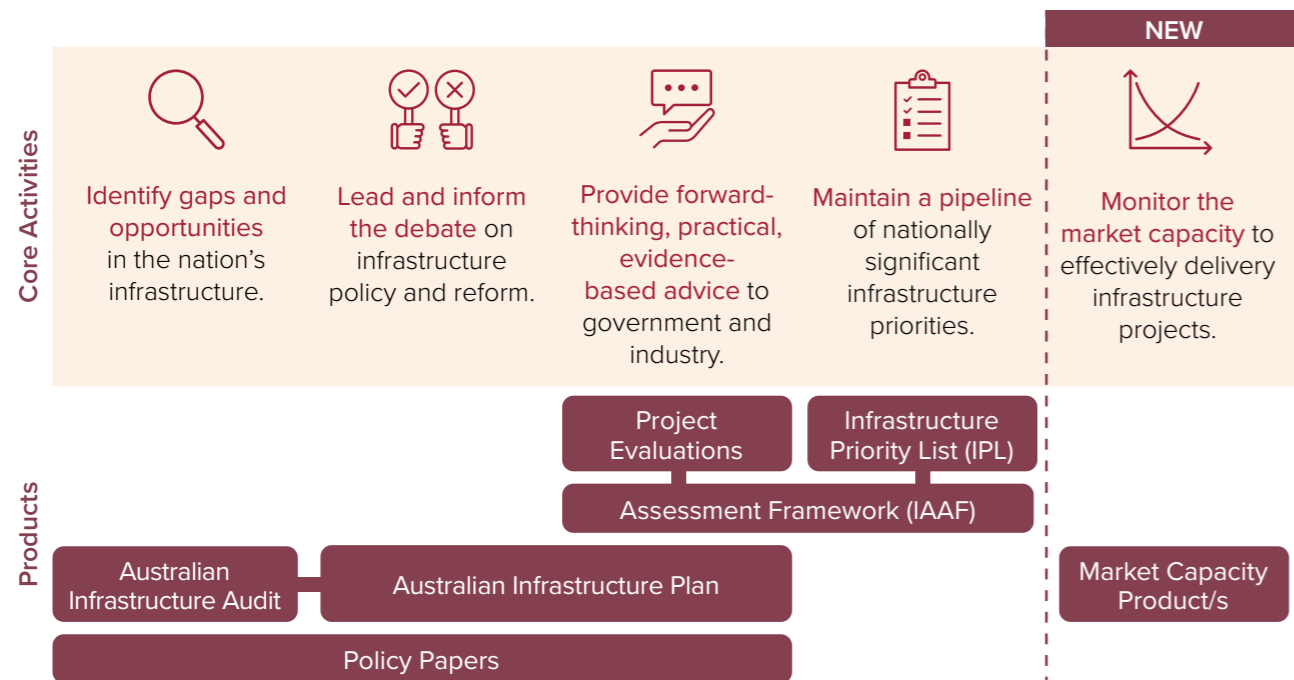 NEW
Core Activities
Identify gaps and
opportunities
in the nation's
infrastructure.
Lead and inform
the debate on
infrastructure
policy and reform.
Provide forward-
thinking, practical,
evidence-
based advice to
government and
industry.
Maintain a pipeline
of nationally
significant
infrastructure
priorities.
Monitor the
market capacity to
effectively delivery
infrastructure
projects.
Products
Project
Evaluations
Infrastructure
Priority List (IPL)
Assessment Framework (IAAF)
Australian
Infrastructure Audit
Australian Infrastructure Plan
Market Capacity
Product/s
Policy Papers